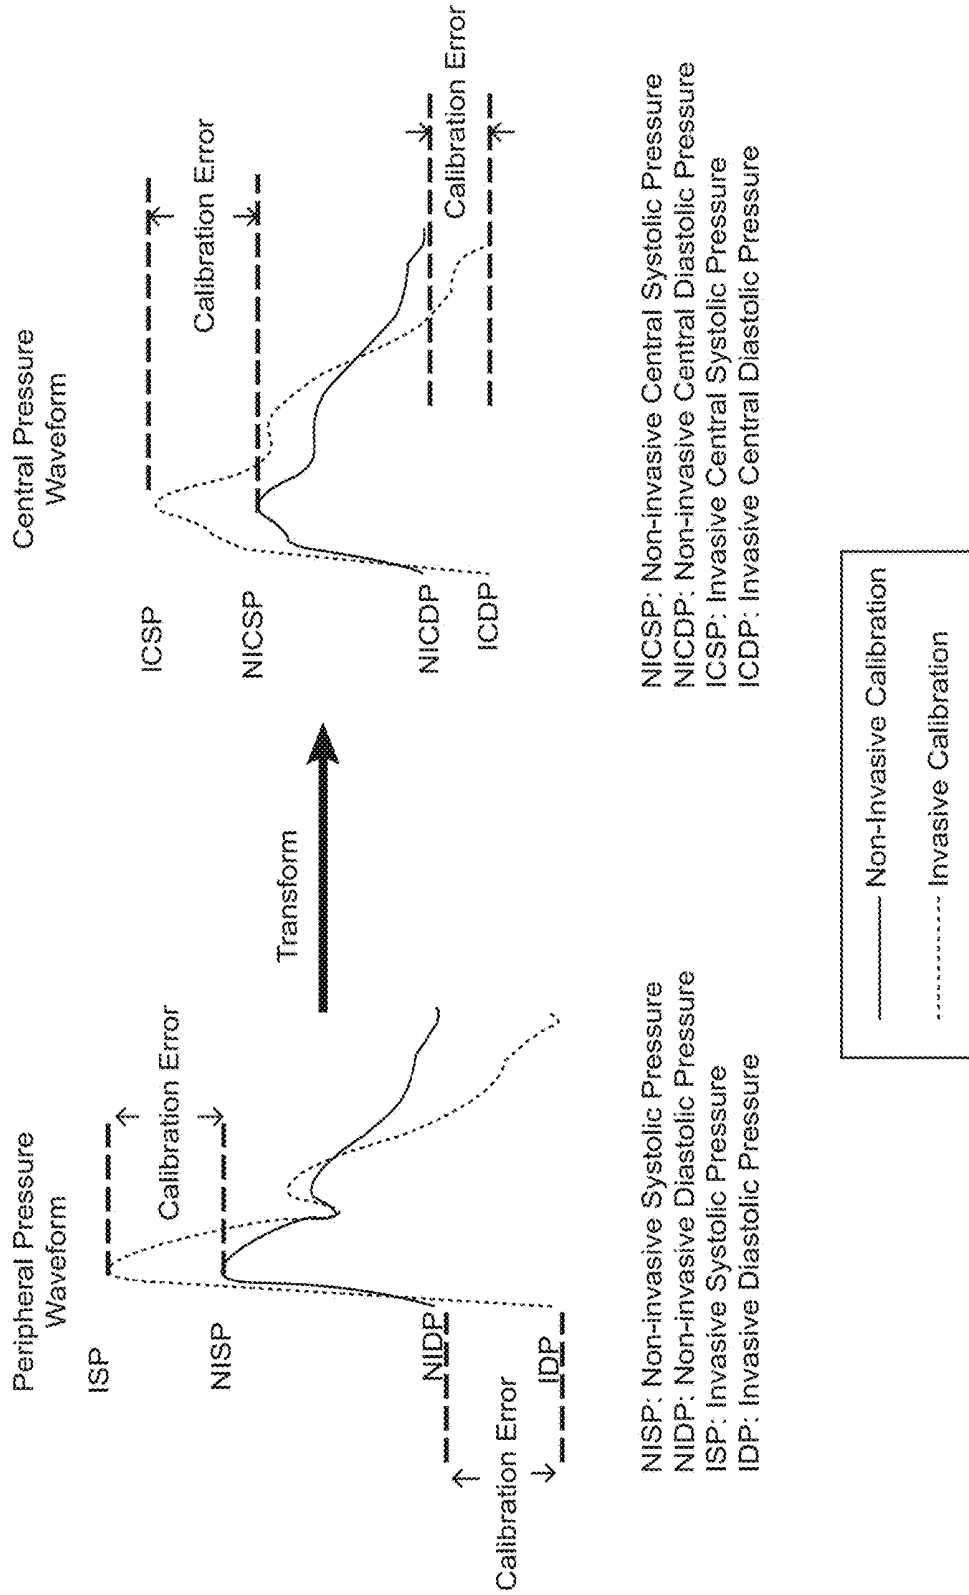 Peripheral Pressure
Waveform
ISP
NISP
NIDP
IDP
Calibration Error
Calibration Error
Transform
Central Pressure
Waveform
ICSP
NICSP
NICDP
ICDP
Calibration Error
Calibration Error
NISP: Non-invasive Systolic Pressure
NIDP: Non-invasive Diastolic Pressure
ISP: Invasive Systolic Pressure
IDP: Invasive Diastolic Pressure
NICSP: Non-invasive Central Systolic Pressure
NICDP: Non-invasive Central Diastolic Pressure
ICSP: Invasive Central Systolic Pressure
ICDP: Invasive Central Diastolic Pressure
Non-Invasive Calibration
Invasive Calibration